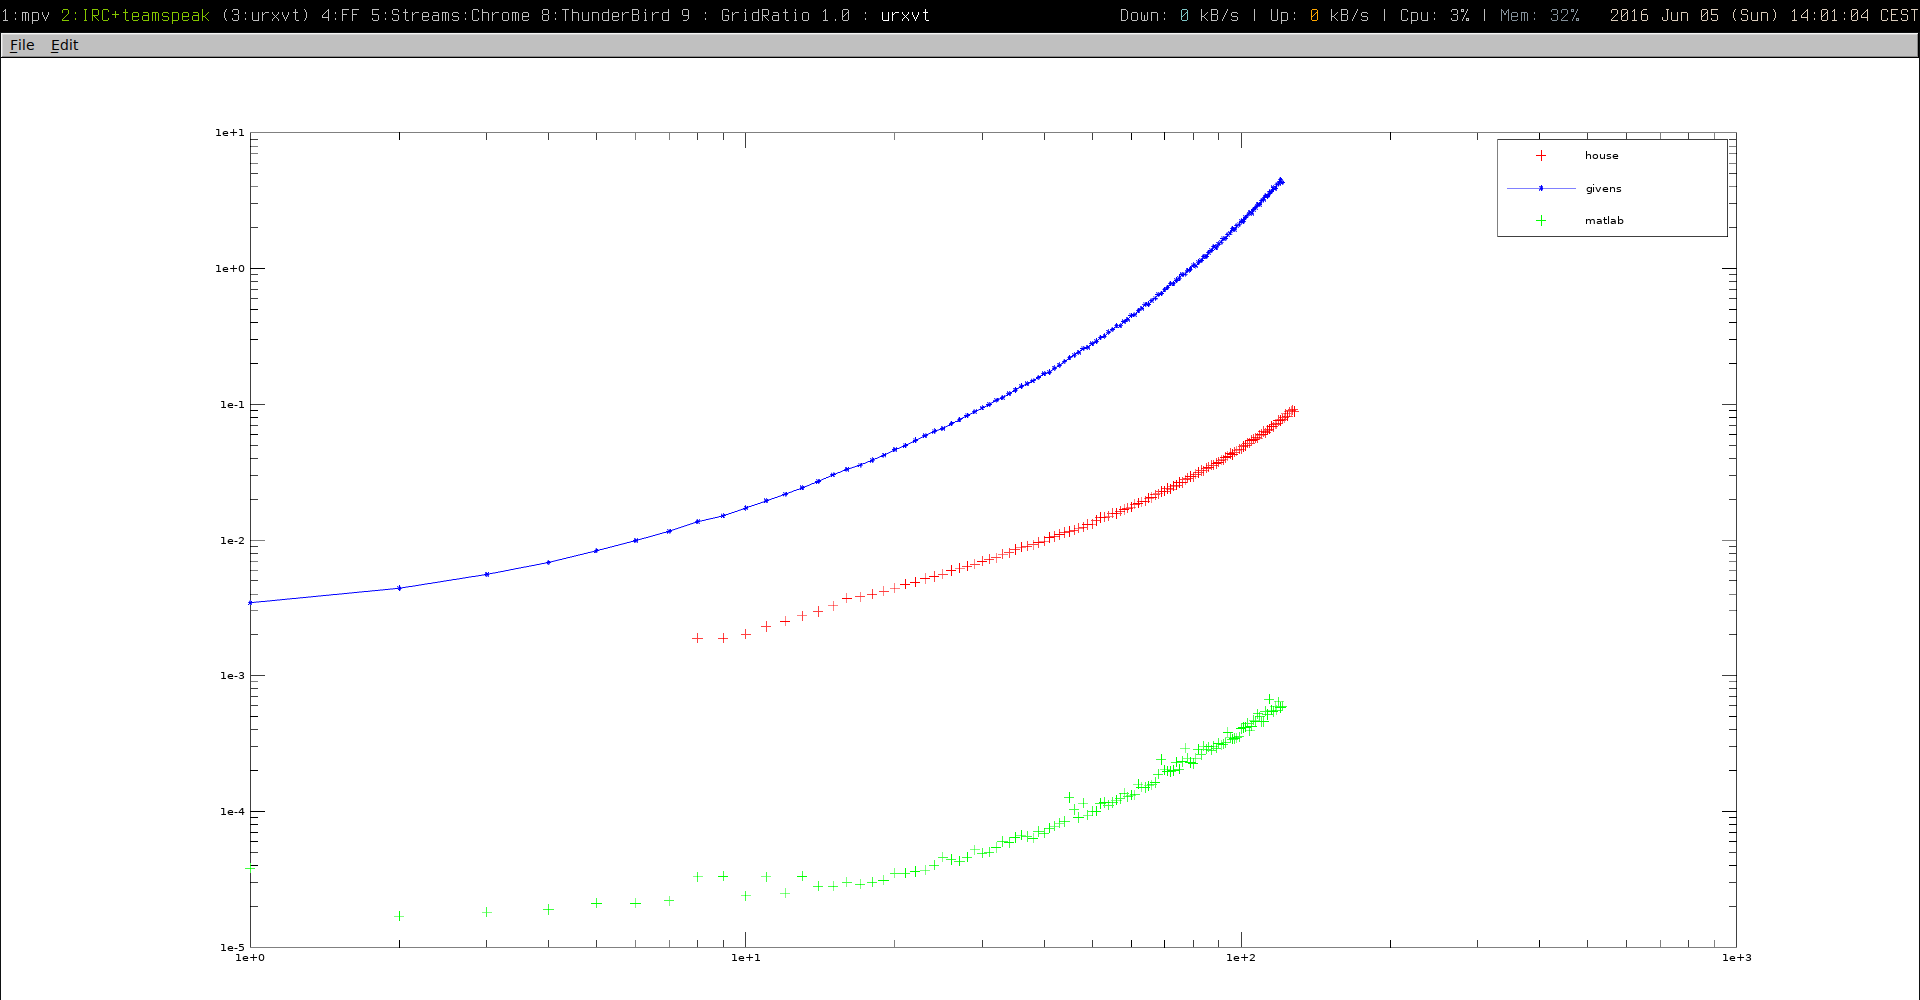 1:mpv 2:IRC+teamspeak (3:urxvt) 4:FF 5:Streams:Chrome 8:ThunderBird 9 : GridRatio 1.0 : urxvt Down: 0 kB/s | Up: 0 kB/s | Cpu: 3% | Mem: 32% 2016 Jun 05 (Sun) 14:01:04 CEST
File Edit
1e+1
house
givens
matlab
1e+0
1e-1
1e-2
1e-3
1e-4
1e-5
1e+0 1e+1 1e+2 1e+3